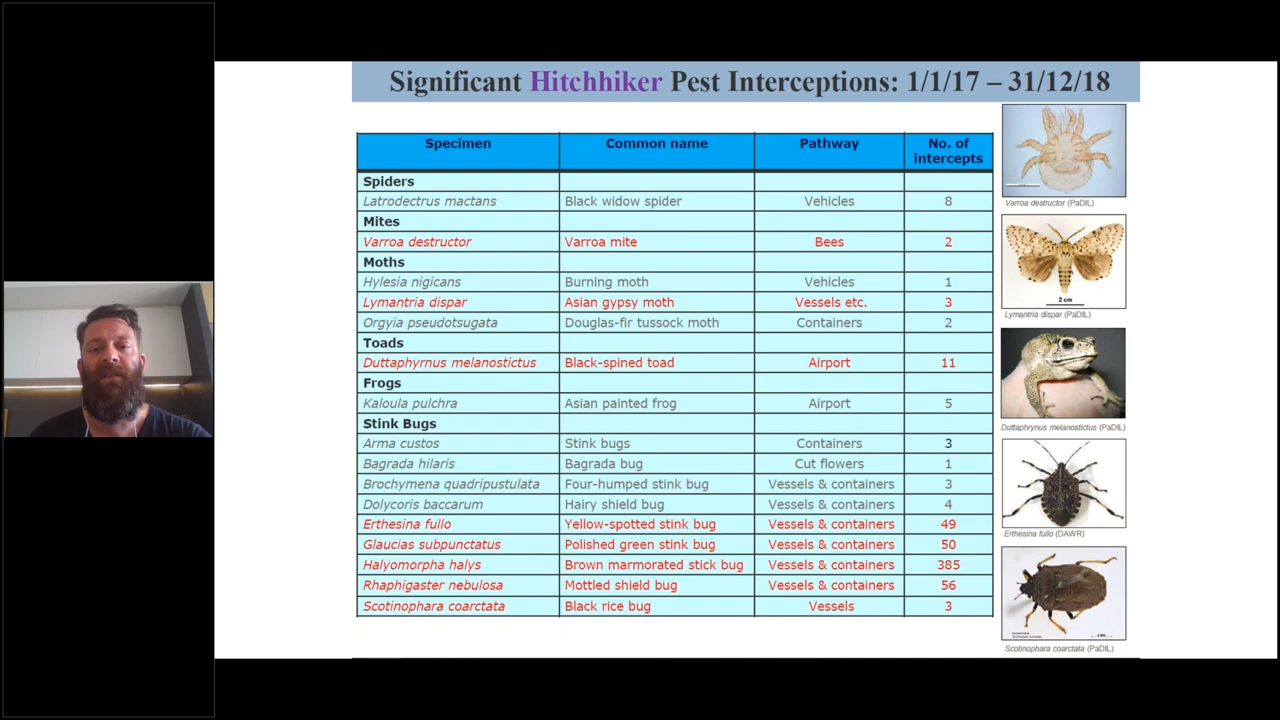 Significant Hitchhiker Pest Interceptions: 1/1/17 – 31/12/18
Specimen Common name Pathway No. of intercepts
Spiders
Latrodectrus mactans Black widow spider Vehicles 8
Mites
Varroa destructor Varroa mite Bees 2
Moths
Hylesia nigicans Burning moth Vehicles 1
Lymantria dispar Asian gypsy moth Vessels etc. 3
Orgyia pseudotsugata Douglas-fir tussock moth Containers 2
Toads
Duttaphyrnus melanostictus Black-spined toad Airport 11
Frogs
Kaloula pulchra Asian painted frog Airport 5
Stink Bugs
Arma custos Stink bugs Containers 3
Bagrada hilaris Bagrada bug Cut flowers 1
Brochymena quadripustulata Four-humped stink bug Vessels & containers 3
Dolycoris baccarum Hairy shield bug Vessels & containers 4
Erthesina fullo Yellow-spotted stink bug Vessels & containers 49
Glaucias subpunctatus Polished green stink bug Vessels & containers 50
Halyomorpha halys Brown marmorated stick bug Vessels & containers 385
Rhaphigaster nebulosa Mottled shield bug Vessels & containers 56
Scotinophara coarctata Black rice bug Vessels 3
Varroa destructor (PaDIL)
2 cm
Lymantria dispar (PaDIL)
Duttaphrynus melanostictus (PaDIL)
Erthesina fullo (DAWR)
Scotinophara coarctata (PaDIL)